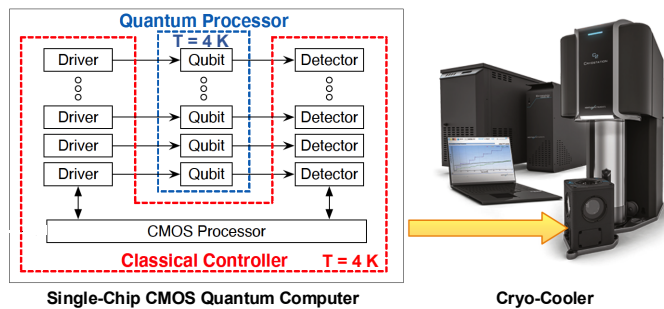 Quantum Processor
T = 4 K
Driver Qubit Detector
Driver Qubit Detector
Driver Qubit Detector
Driver Qubit Detector
CMOS Processor
Classical Controller T = 4 K
Single-Chip CMOS Quantum Computer
Cryo-Cooler